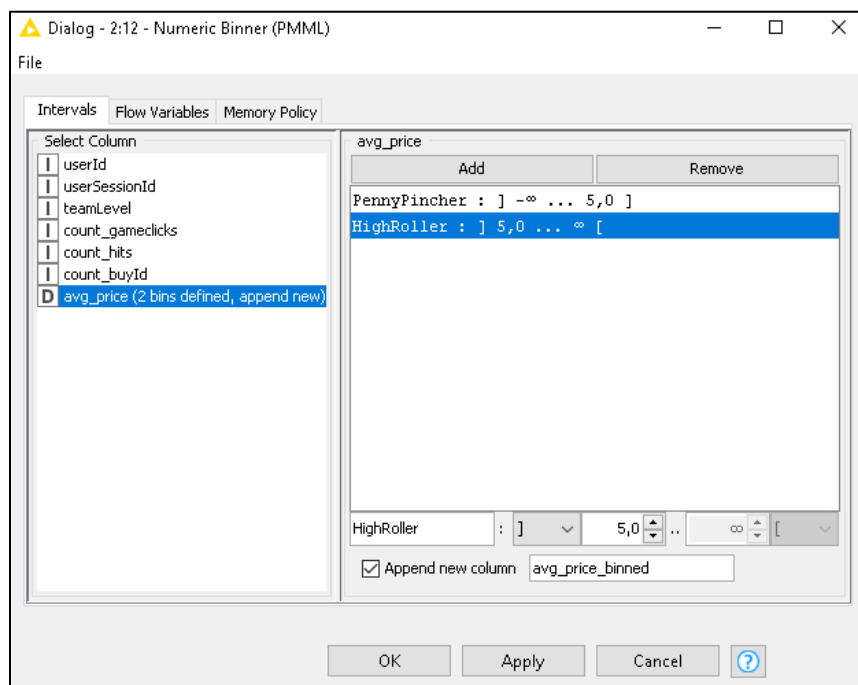 Dialog - 2:12 - Numeric Binner (PMML)
File
Intervals Flow Variables Memory Policy
Select Column
I userId
I userSessionId
I teamLevel
I count_gameclicks
I count_hits
I count_buyId
D avg_price (2 bins defined, append new)
avg_price
Add Remove
PennyPincher : ] -∞ ... 5,0 ]
HighRoller : ] 5,0 ... ∞ [
HighRoller : ] 5,0 .. ∞ [
Append new column avg_price_binned
OK Apply Cancel ?